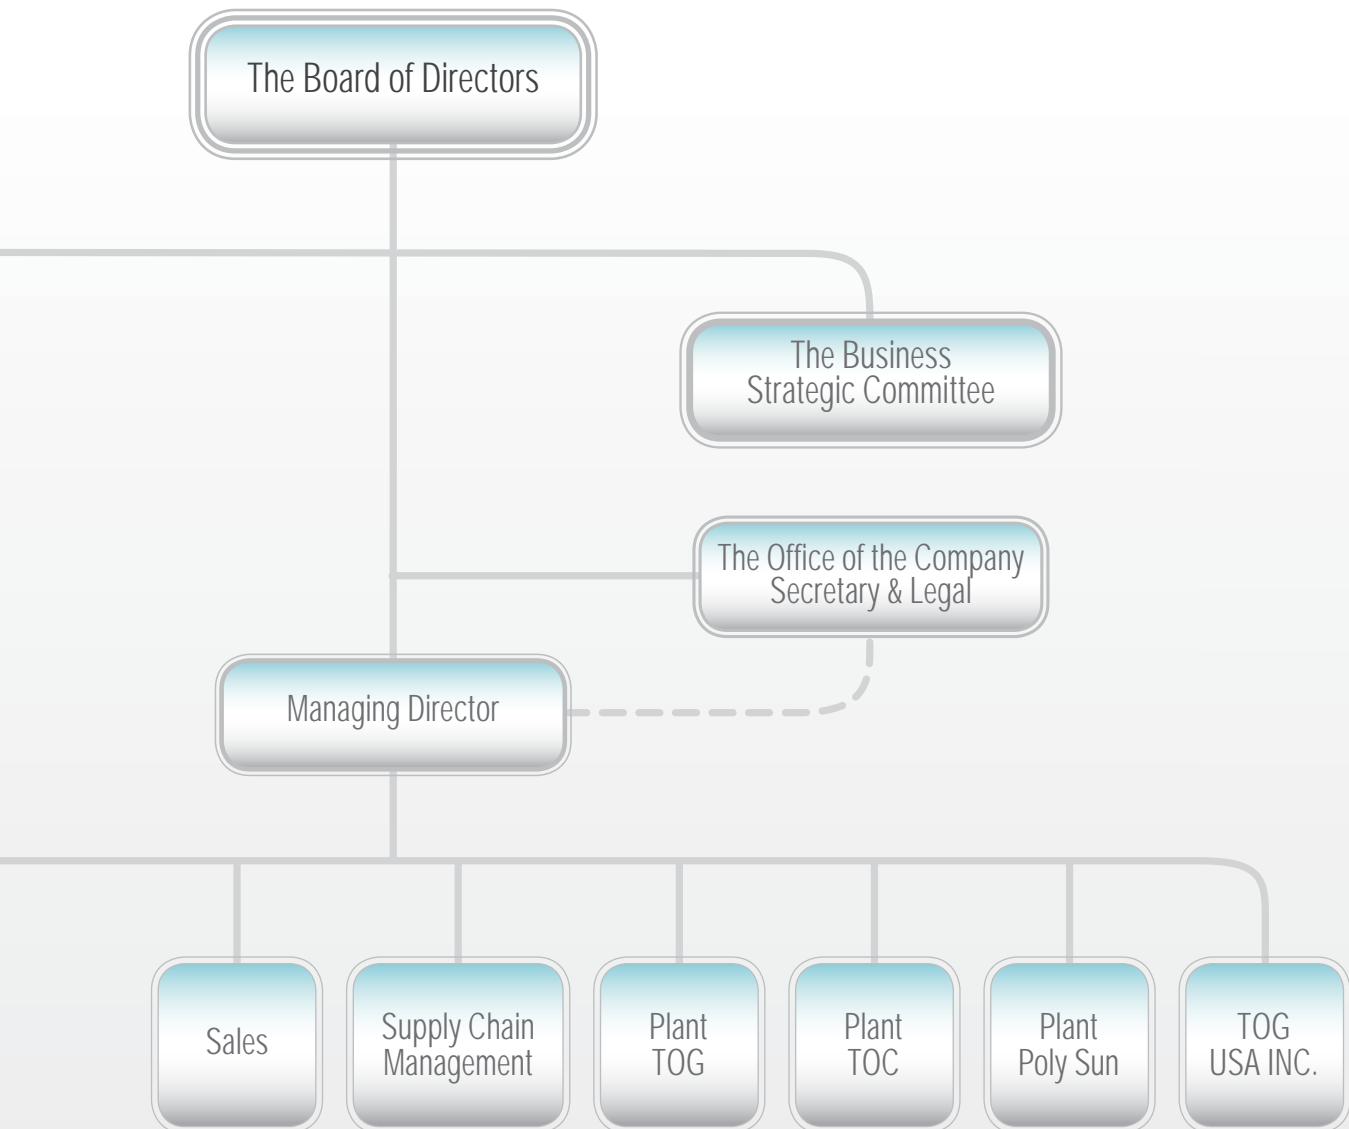 The Board of Directors
The Business
Strategic Committee
The Office of the Company
Secretary & Legal
Managing Director
Sales
Supply Chain
Management
Plant
TOG
Plant
TOC
Plant
Poly Sun
TOG
USA INC.